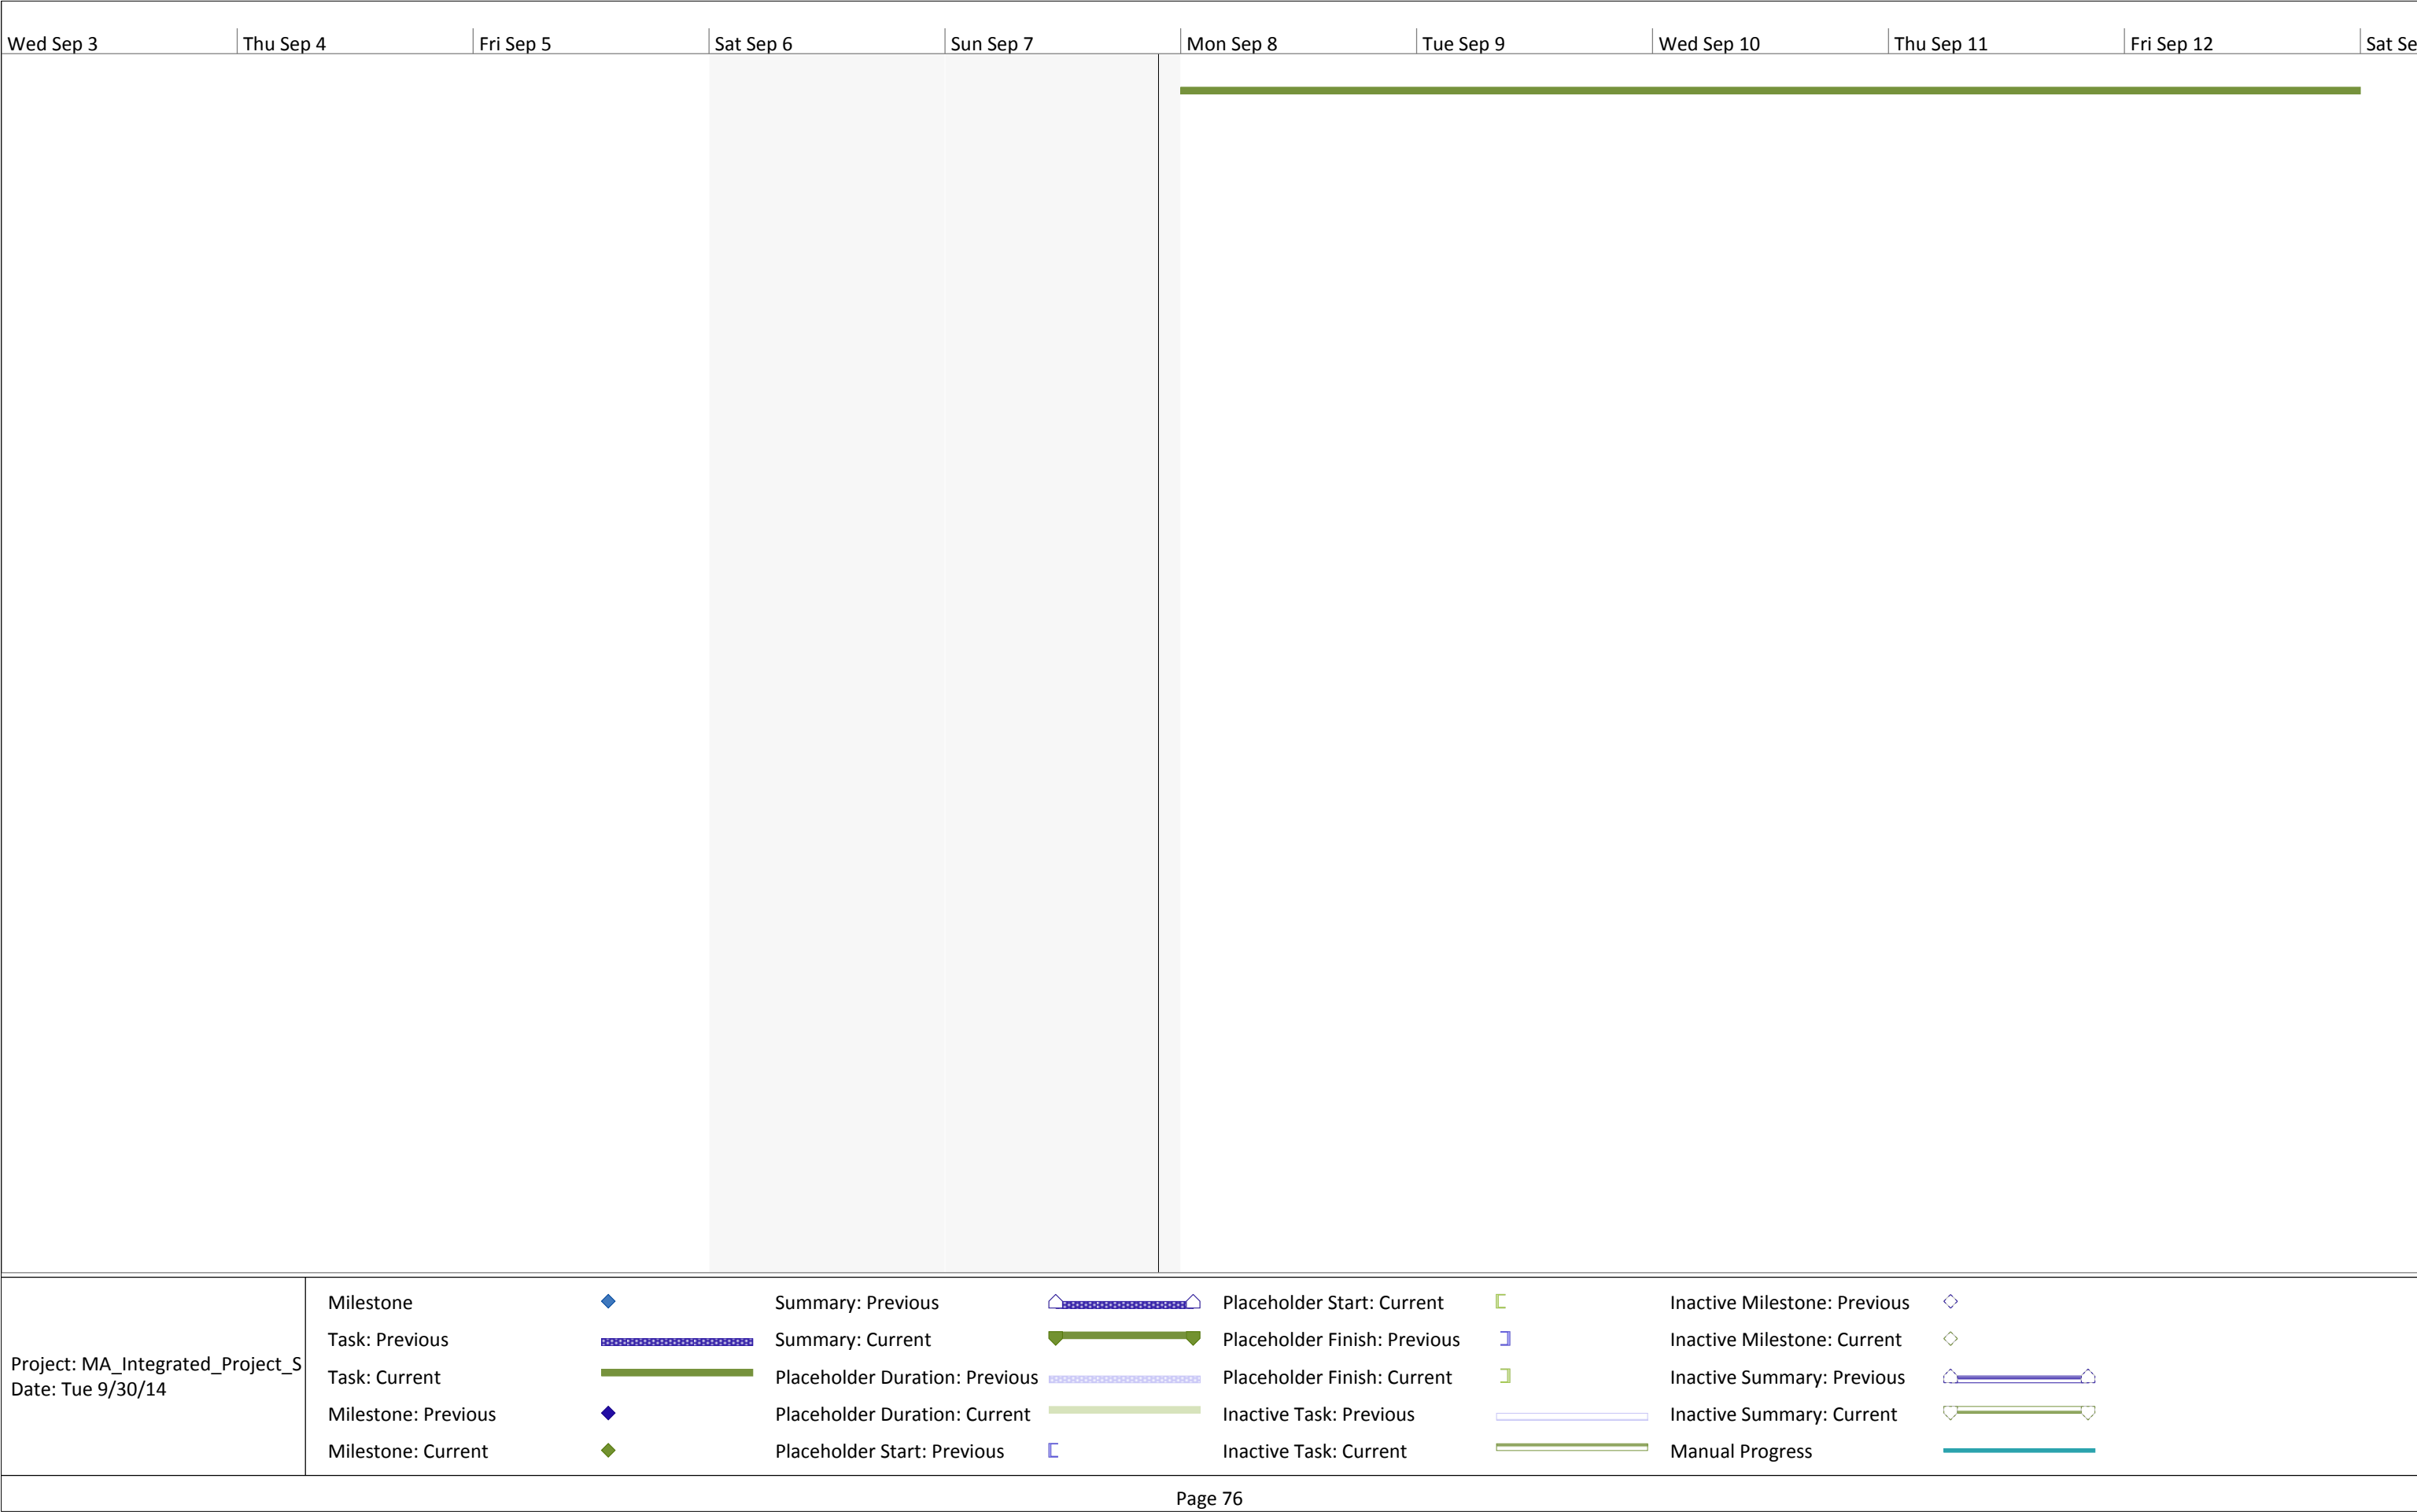 Wed Sep 3 Thu Sep 4 Fri Sep 5 Sat Sep 6 Sun Sep 7 Mon Sep 8 Tue Sep 9 Wed Sep 10 Thu Sep 11 Fri Sep 12 Sat Se
Project: MA_Integrated_Project_S
Date: Tue 9/30/14
Milestone
Task: Previous
Task: Current
Milestone: Previous
Milestone: Current
Summary: Previous
Summary: Current
Placeholder Duration: Previous
Placeholder Duration: Current
Placeholder Start: Previous
Placeholder Start: Current
Placeholder Finish: Previous
Placeholder Finish: Current
Inactive Task: Previous
Inactive Task: Current
Inactive Milestone: Previous
Inactive Milestone: Current
Inactive Summary: Previous
Inactive Summary: Current
Manual Progress
Page 76